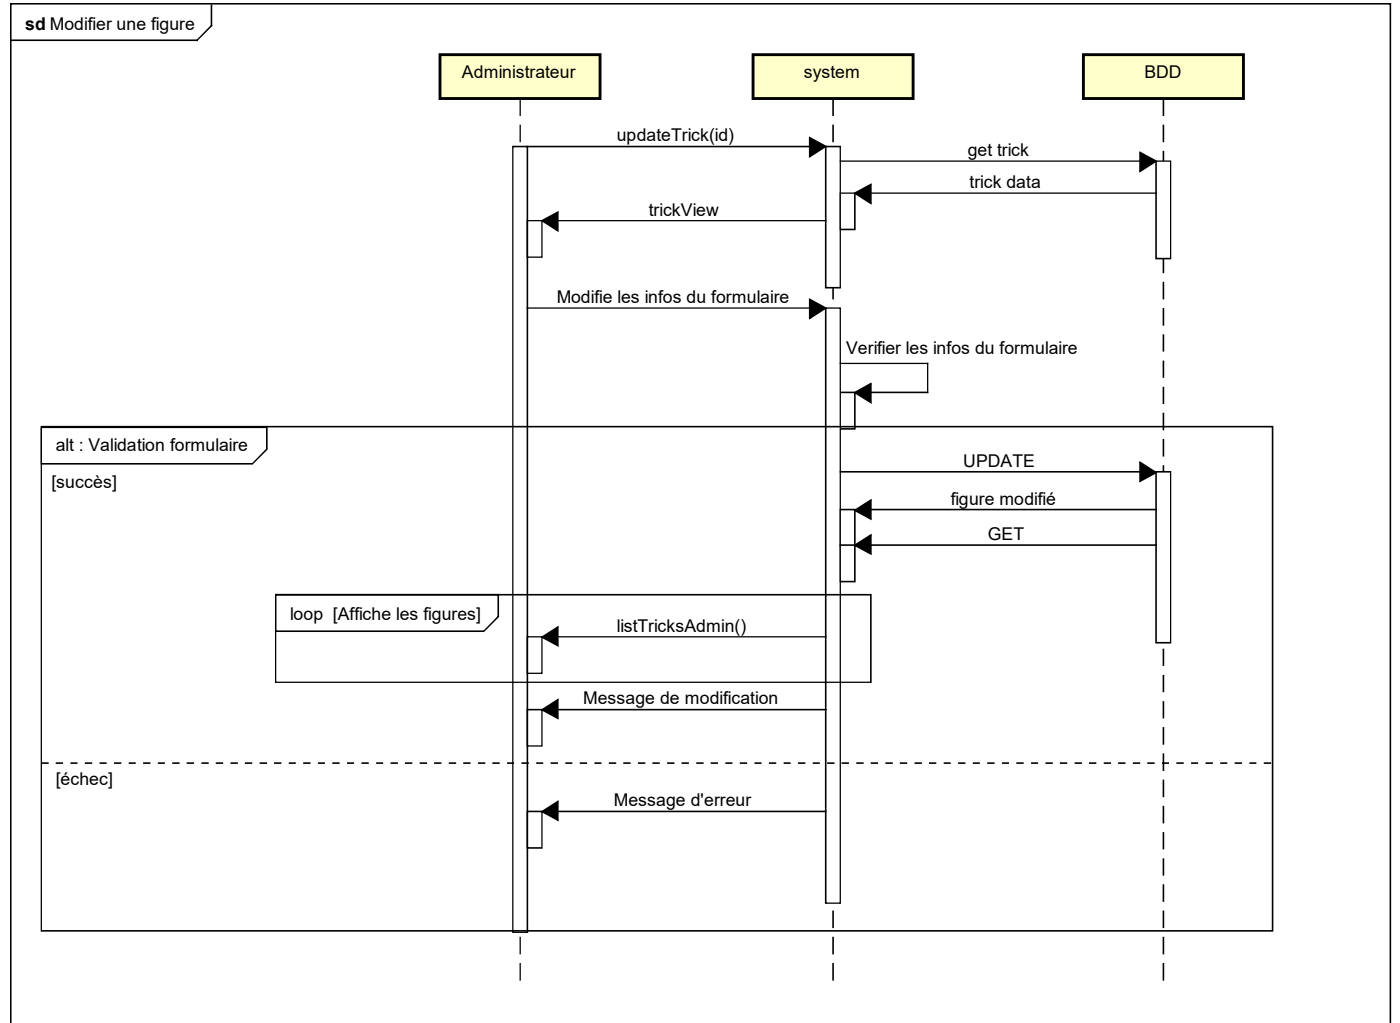 sd Modifier une figure
Administrateur
system
BDD
updateTrick(id)
get trick
trick data
trickView
Modifie les infos du formulaire
Verifier les infos du formulaire
alt : Validation formulaire
[succès]
UPDATE
figure modifié
GET
loop [Affiche les figures]
listTricksAdmin()
Message de modification
[échec]
Message d'erreur